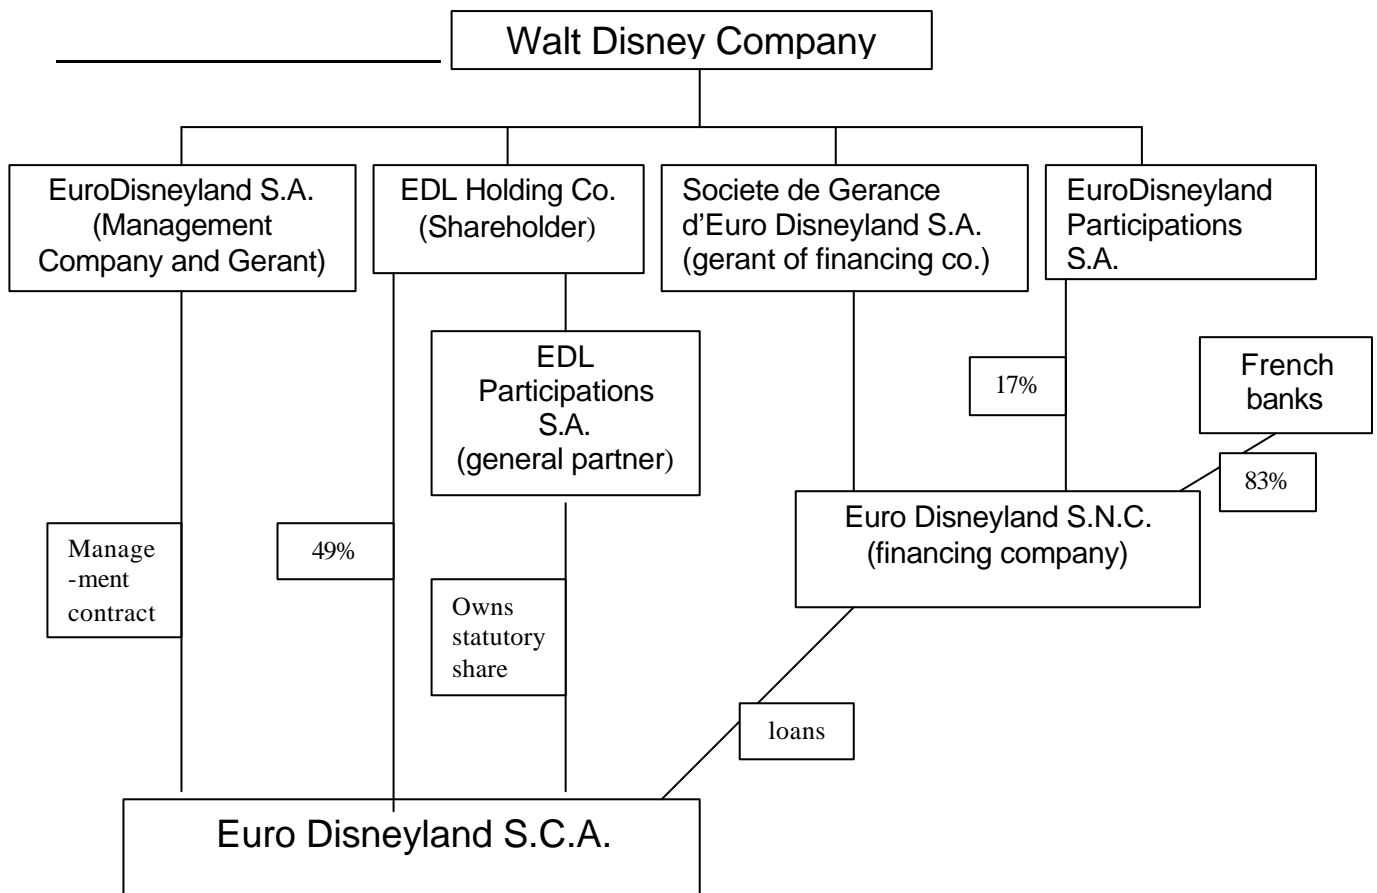 Walt Disney Company
EuroDisneyland S.A.
(Management
Company and Gerant)
EDL Holding Co.
(Shareholder)
Societe de Gerance
d'Euro Disneyland S.A.
(gerant of financing co.)
EuroDisneyland
Participations
S.A.
EDL
Participations
S.A.
(general partner)
17%
French
banks
83%
Euro Disneyland S.N.C.
(financing company)
Manage
-ment
contract
49%
Owns
statutory
share
loans
Euro Disneyland S.C.A.